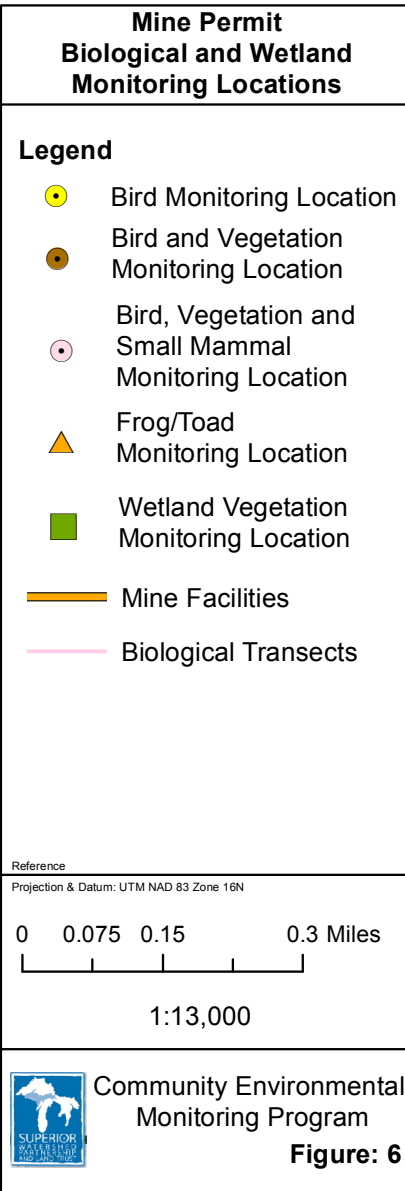 Mine Permit
Biological and Wetland
Monitoring Locations
Legend
Bird Monitoring Location
Bird and Vegetation
Monitoring Location
Bird, Vegetation and
Small Mammal
Monitoring Location
Frog/Toad
Monitoring Location
Wetland Vegetation
Monitoring Location
Mine Facilities
Biological Transects
Reference
Projection & Datum: UTM NAD 83 Zone 16N
0 0.075 0.15 0.3 Miles
1:13,000
SUPERIOR
WATERSHED
PARTNERSHIP
AND LAND TRUST
Community Environmental
Monitoring Program
Figure: 6